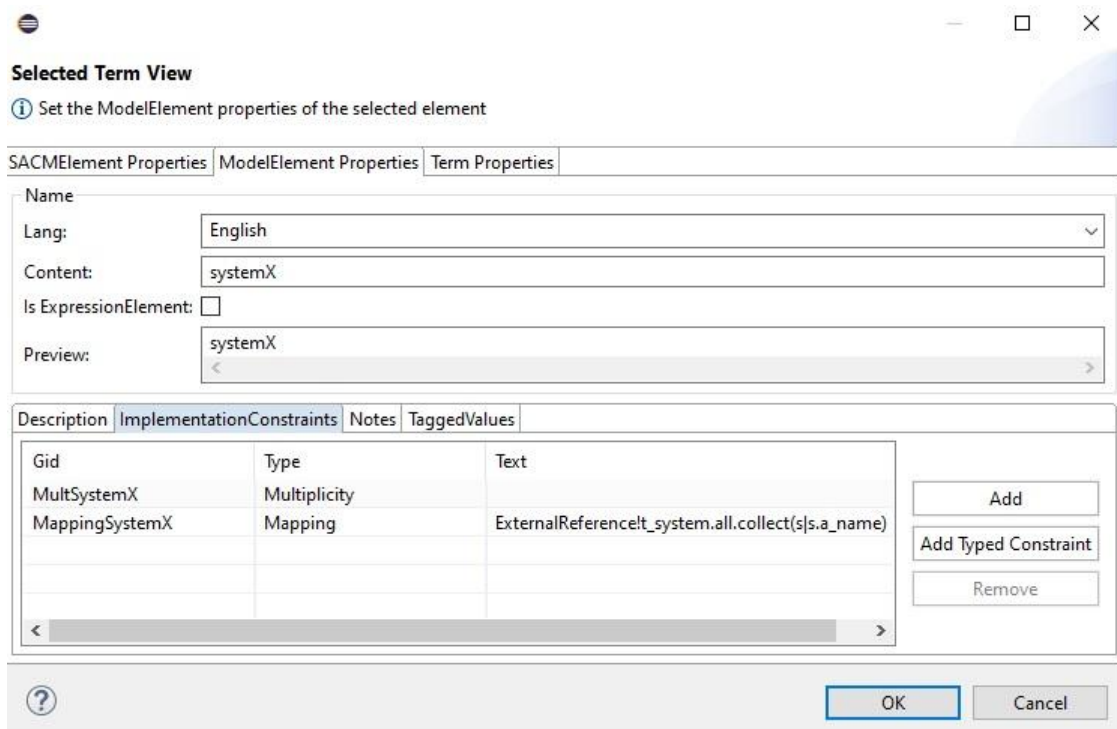 Selected Term View
Set the ModelElement properties of the selected element
SACMElement Properties ModelElement Properties Term Properties
Name
Lang: English
Content: systemX
Is ExpressionElement:
Preview: systemX
Description ImplementationConstraints Notes TaggedValues
Gid Type Text
MultSystemX Multiplicity
MappingSystemX Mapping ExternalReference!t_system.all.collect(s|s.a_name)
Add
Add Typed Constraint
Remove
OK Cancel